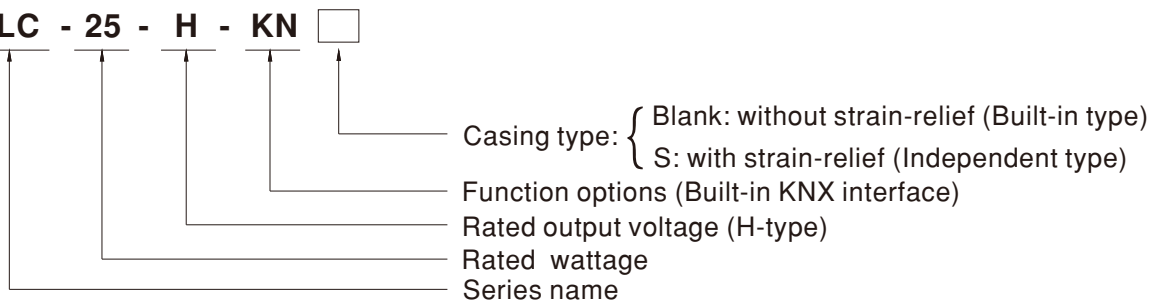 LC - 25 - H - KN
Casing type:
Blank: without strain-relief (Built-in type)
S: with strain-relief (Independent type)
Function options (Built-in KNX interface)
Rated output voltage (H-type)
Rated wattage
Series name